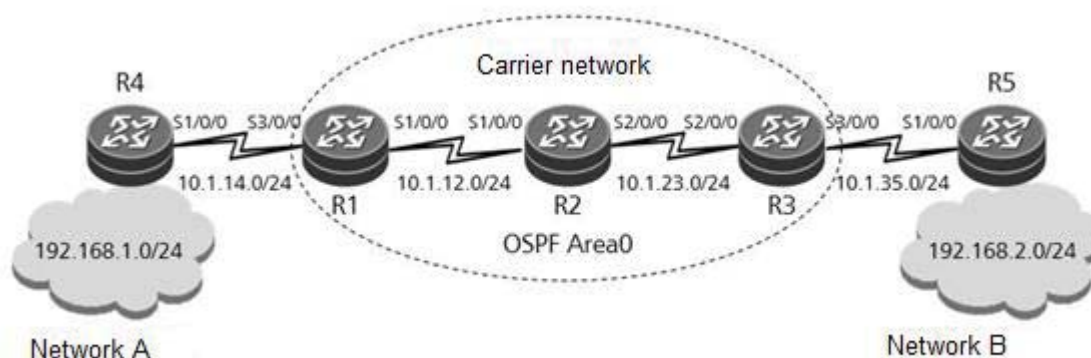 Carrier network
R4
R5
S1/0/0 S3/0/0 S1/0/0 S1/0/0 S2/0/0 S2/0/0 S3/0/0 S1/0/0
10.1.14.0/24 10.1.12.0/24 10.1.23.0/24 10.1.35.0/24
R1 R2 R3
OSPF Area0
192.168.1.0/24
192.168.2.0/24
Network A
Network B